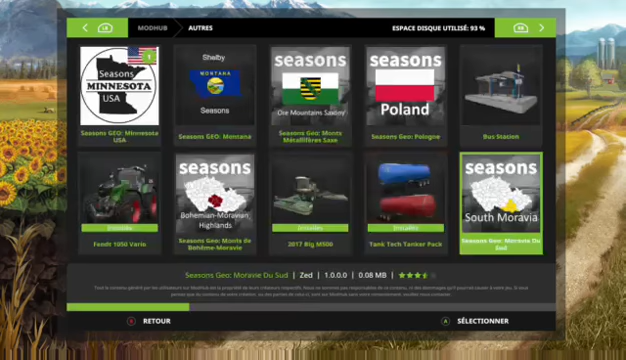 LB
MODHUB
AUTRES
ESPACE DISQUE UTILISÉ: 93 %
RB
Seasons
MINNESOTA
USA
1
Seasons GEO: Minnesota
USA
Shelby
MONTANA
Seasons
Seasons GEO: Montana
seasons
Ore Mountains Saxony
Seasons Geo: Monts
Métallifères Saxe
seasons
Poland
Seasons Geo: Pologne
Bus Station
Installés
Fendt 1050 Vario
seasons
Bohemian-Moravian
Highlands
Seasons Geo: Monts de
Bohême-Moravie
Installés
2017 Big M500
Installés
Tank Tech Tanker Pack
seasons
South Moravia
Seasons Geo: Moravie Du
Sud
Seasons Geo: Moravie Du Sud | Zed | 1.0.0.0 | 0.08 MB |
X RETOUR
A SÉLECTIONNER